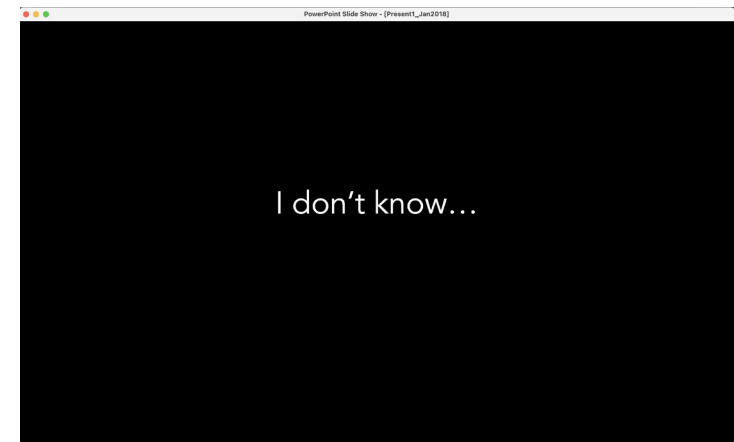 PowerPoint Slide Show - [Present1_Jan2018]
I don’t know…